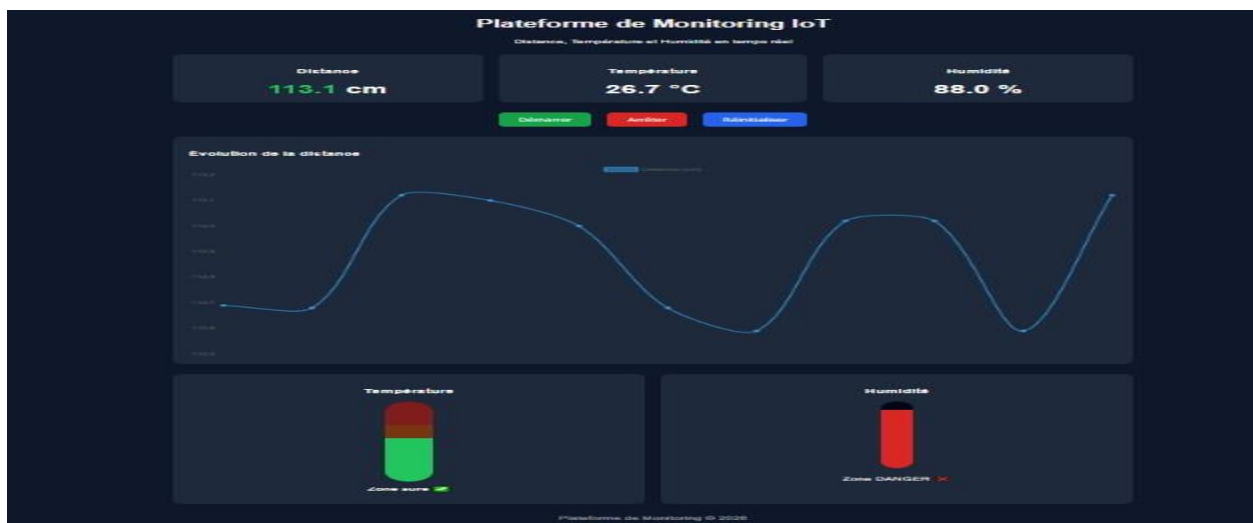 Plateforme de Monitoring IoT
Distance, Température et Humidité en temps réel
Distance
113.1 cm
Température
26.7 °C
Humidité
88.0 %
Démarrer
Arrêter
Réinitialiser
Evolution de la distance
Température
Zone sure ✅
Humidité
Zone DANGER ❌
Plateforme de Monitoring © 2026